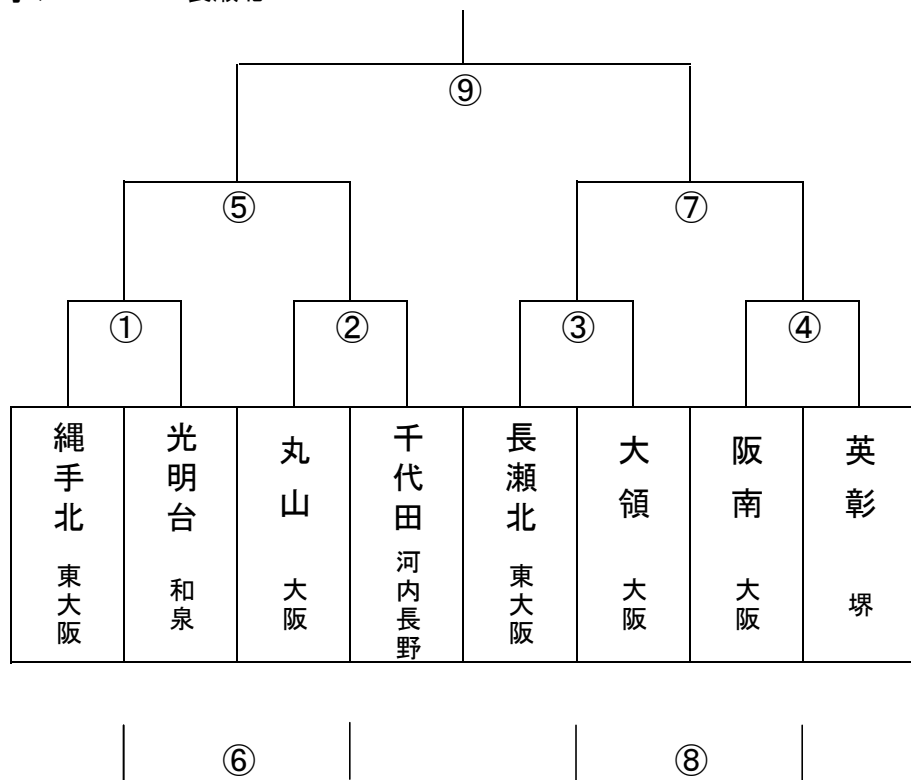 ⑨
⑤ ⑦
① ② ③ ④
縄手北 東大阪
光明台 和泉
丸山 大阪
千代田 河内長野
長瀬北 東大阪
大領 大阪
阪南 大阪
英彰 堺
⑥ ⑧